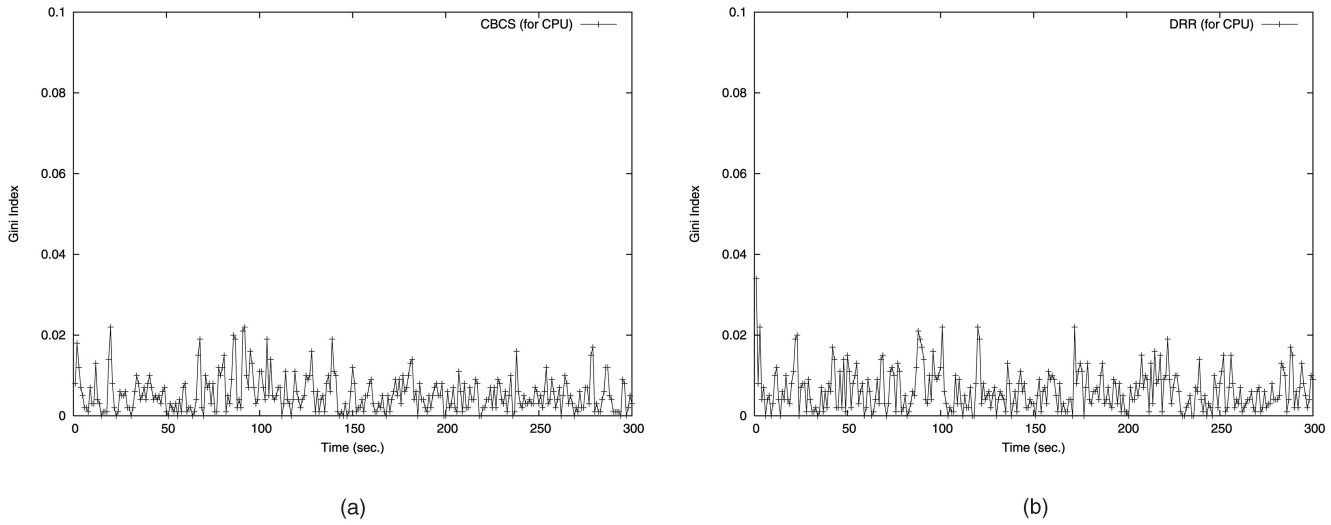 CBCS (for CPU)
0.1
0.08
0.06
0.04
0.02
0
Gini Index
0 50 100 150 200 250 300
Time (sec.)
(a)
DRR (for CPU)
0.1
0.08
0.06
0.04
0.02
0
Gini Index
0 50 100 150 200 250 300
Time (sec.)
(b)